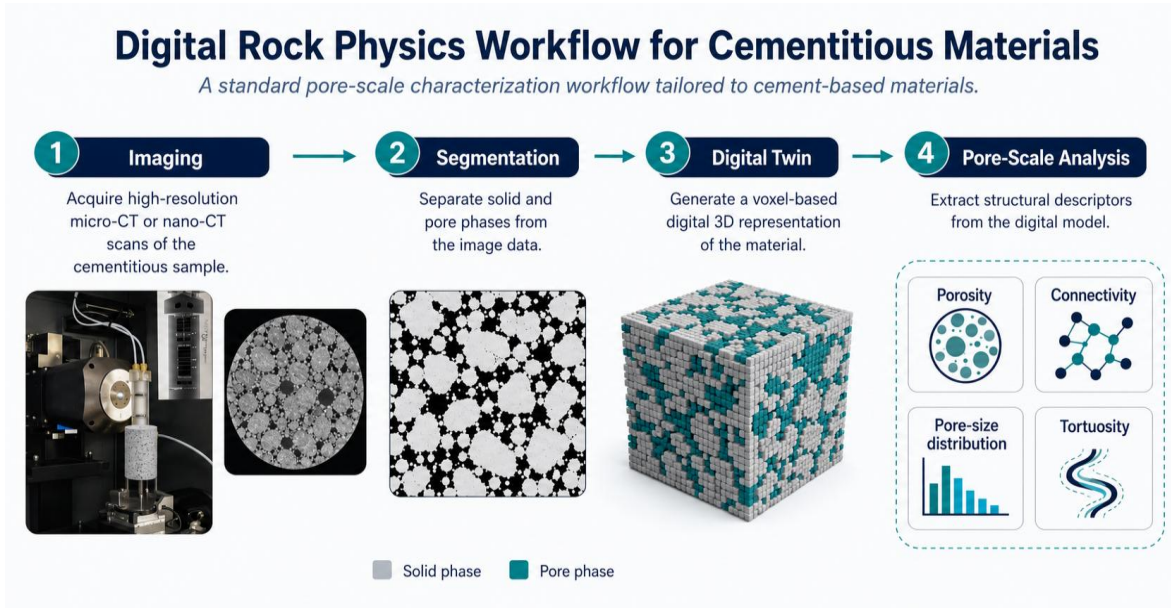 Digital Rock Physics Workflow for Cementitious Materials
A standard pore-scale characterization workflow tailored to cement-based materials.
1
Imaging
Acquire high-resolution
micro-CT or nano-CT
scans of the
cementitious sample.
2
Segmentation
Separate solid and
pore phases from
the image data.
3
Digital Twin
Generate a voxel-based
digital 3D representation
of the material.
4
Pore-Scale Analysis
Extract structural descriptors
from the digital model.
Porosity
Connectivity
Pore-size
distribution
Tortuosity
Solid phase
Pore phase